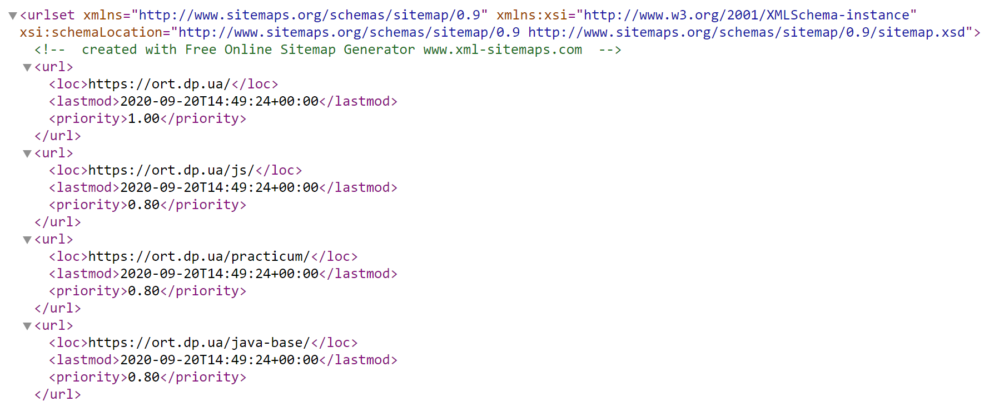 <urlset xmlns="http://www.sitemaps.org/schemas/sitemap/0.9" xmlns:xsi="http://www.w3.org/2001/XMLSchema-instance"
xsi:schemaLocation="http://www.sitemaps.org/schemas/sitemap/0.9 http://www.sitemaps.org/schemas/sitemap/0.9/sitemap.xsd">
<!--  created with Free Online Sitemap Generator www.xml-sitemaps.com  -->
<url>
<loc>https://ort.dp.ua/</loc>
<lastmod>2020-09-20T14:49:24+00:00</lastmod>
<priority>1.00</priority>
</url>
<url>
<loc>https://ort.dp.ua/js/</loc>
<lastmod>2020-09-20T14:49:24+00:00</lastmod>
<priority>0.80</priority>
</url>
<url>
<loc>https://ort.dp.ua/practicum/</loc>
<lastmod>2020-09-20T14:49:24+00:00</lastmod>
<priority>0.80</priority>
</url>
<url>
<loc>https://ort.dp.ua/java-base/</loc>
<lastmod>2020-09-20T14:49:24+00:00</lastmod>
<priority>0.80</priority>
</url>